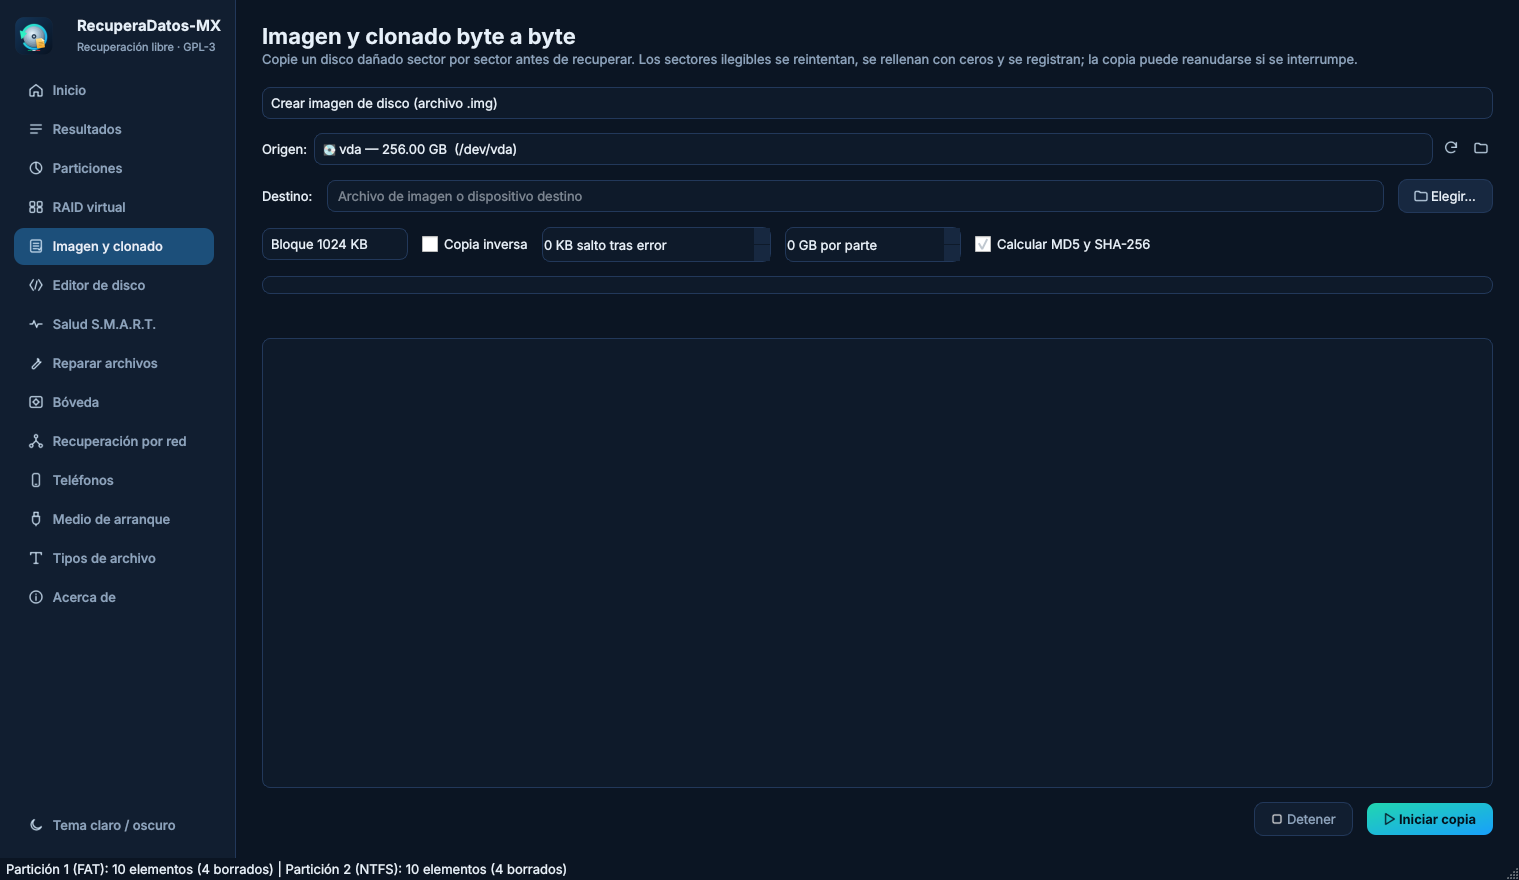 RecuperaDatos-MX
Recuperación libre · GPL-3
Inicio
Resultados
Particiones
RAID virtual
Imagen y clonado
Editor de disco
Salud S.M.A.R.T.
Reparar archivos
Bóveda
Recuperación por red
Teléfonos
Medio de arranque
Tipos de archivo
Acerca de
Tema claro / oscuro
Imagen y clonado byte a byte
Copie un disco dañado sector por sector antes de recuperar. Los sectores ilegibles se reintentan, se rellenan con ceros y se registran; la copia puede reanudarse si se interrumpe.
Crear imagen de disco (archivo .img)
Origen: vda — 256.00 GB (/dev/vda)
Destino: Archivo de imagen o dispositivo destino Elegir...
Bloque 1024 KB Copia inversa 0 KB salto tras error 0 GB por parte Calcular MD5 y SHA-256
Detener Iniciar copia
Partición 1 (FAT): 10 elementos (4 borrados) | Partición 2 (NTFS): 10 elementos (4 borrados)